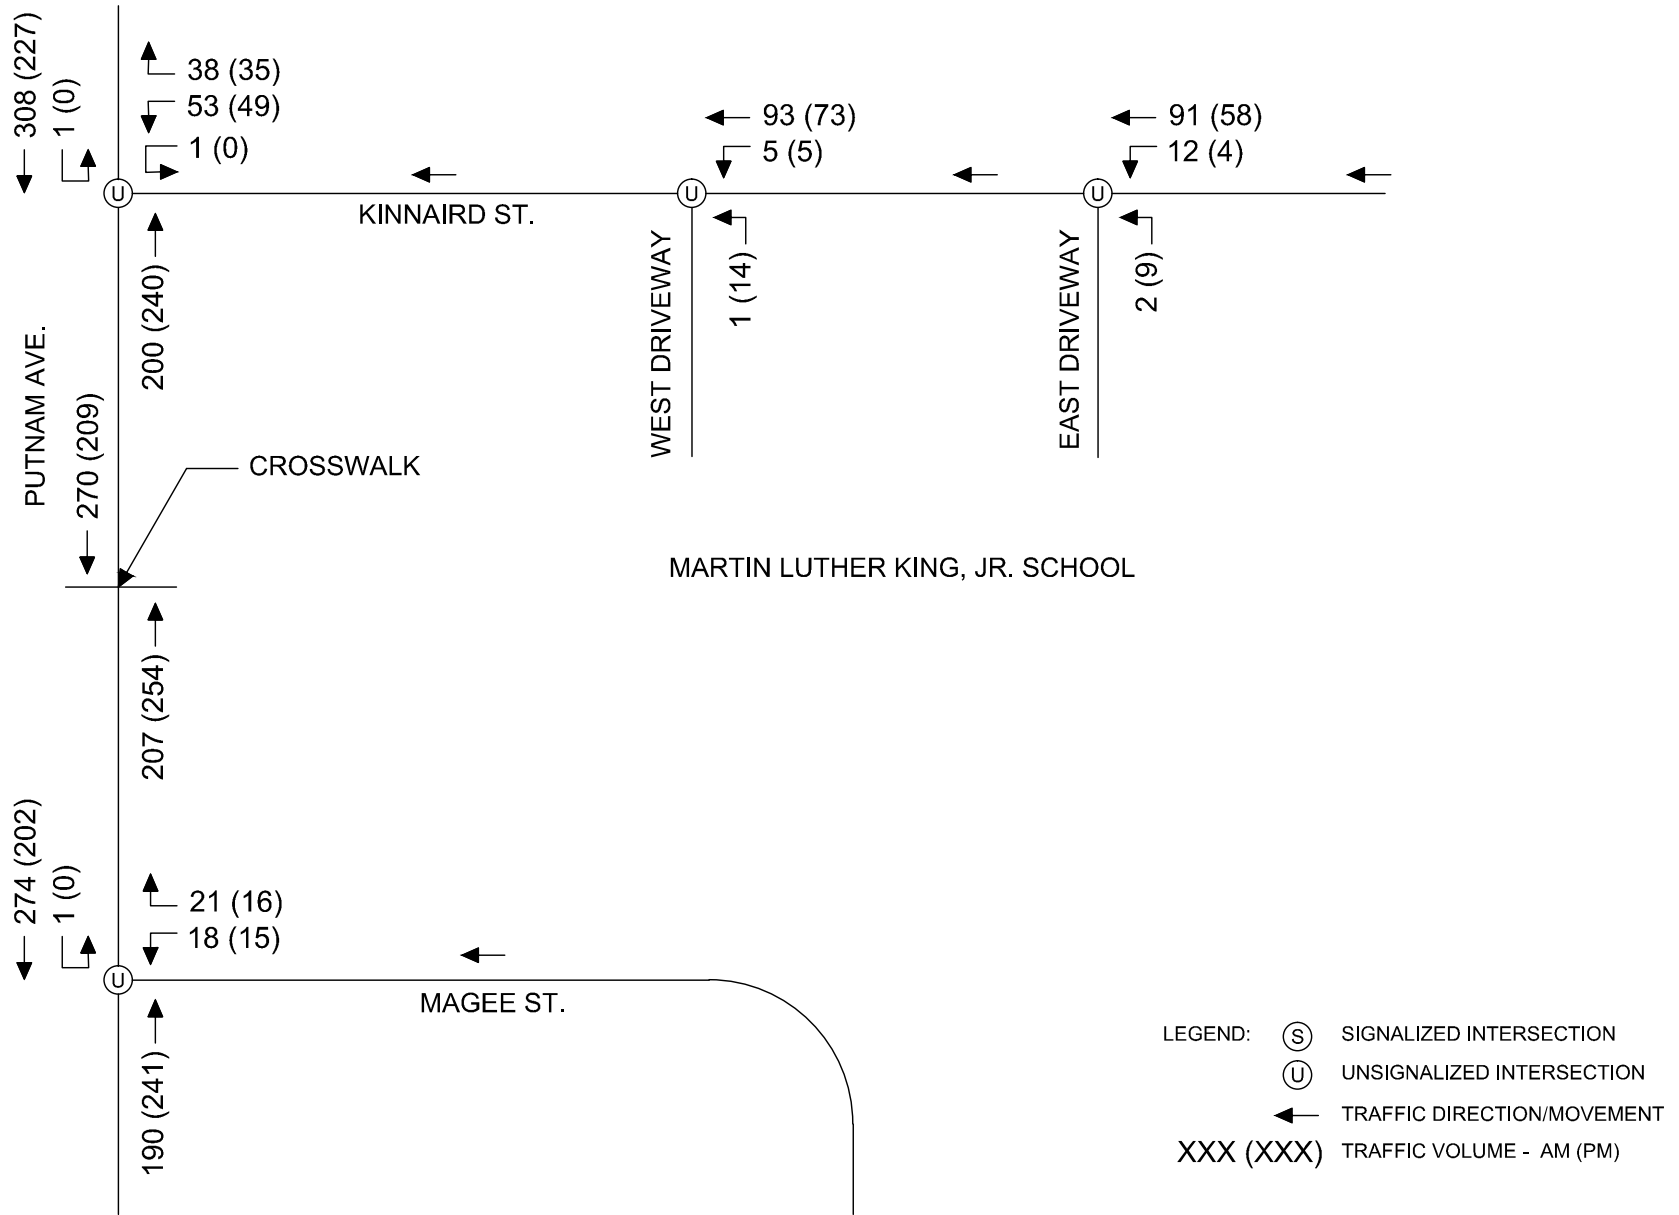 308 (227)
1 (0)
38 (35)
53 (49)
1 (0)
93 (73)
5 (5)
91 (58)
12 (4)
U
U
U
KINNAIRD ST.
200 (240)
WEST DRIVEWAY
1 (14)
EAST DRIVEWAY
2 (9)
PUTNAM AVE.
270 (209)
CROSSWALK
MARTIN LUTHER KING, JR. SCHOOL
207 (254)
274 (202)
1 (0)
21 (16)
18 (15)
U
MAGEE ST.
190 (241)
LEGEND:
S SIGNALIZED INTERSECTION
U UNSIGNALIZED INTERSECTION
TRAFFIC DIRECTION/MOVEMENT
XXX (XXX) TRAFFIC VOLUME - AM (PM)